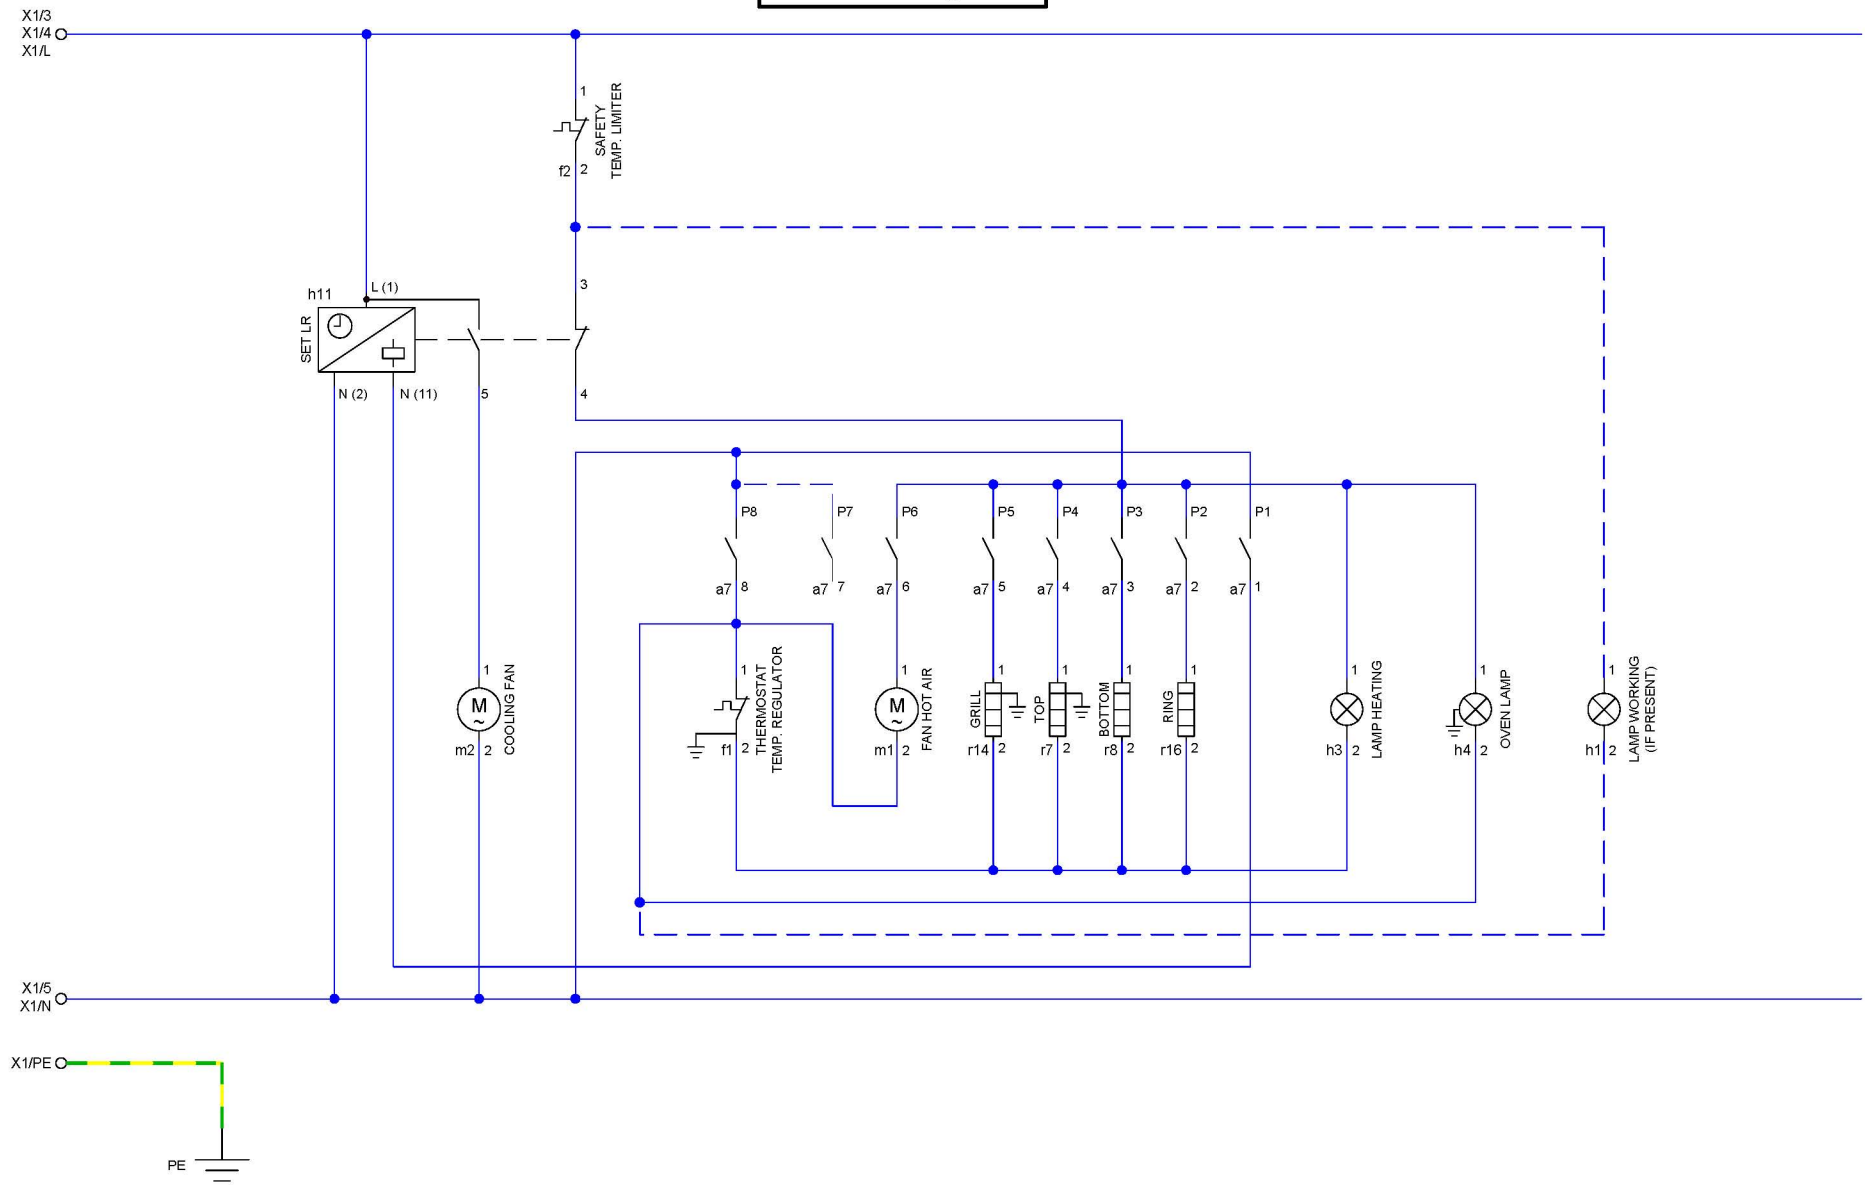 X1/3
X1/4
X1/L
1
SAFETY
TEMP. LIMITER
f2 2
3
h11
L (1)
SET LR
N (2)
N (11)
5
4
P8
P7
P6
P5
P4
P3
P2
P1
a7 8
a7 7
a7 6
a7 5
a7 4
a7 3
a7 2
a7 1
1
M
~
m2 2
COOLING FAN
1
f1 2
THERMOSTAT
TEMP. REGULATOR
1
M
~
m1 2
FAN HOT AIR
1
GRILL
r14 2
1
TOP
r7 2
1
BOTTOM
r8 2
1
RING
r16 2
1
h3 2
LAMP HEATING
1
h4 2
OVEN LAMP
1
h1 2
LAMP WORKING
(IF PRESENT)
X1/5
X1/N
X1/PE
PE